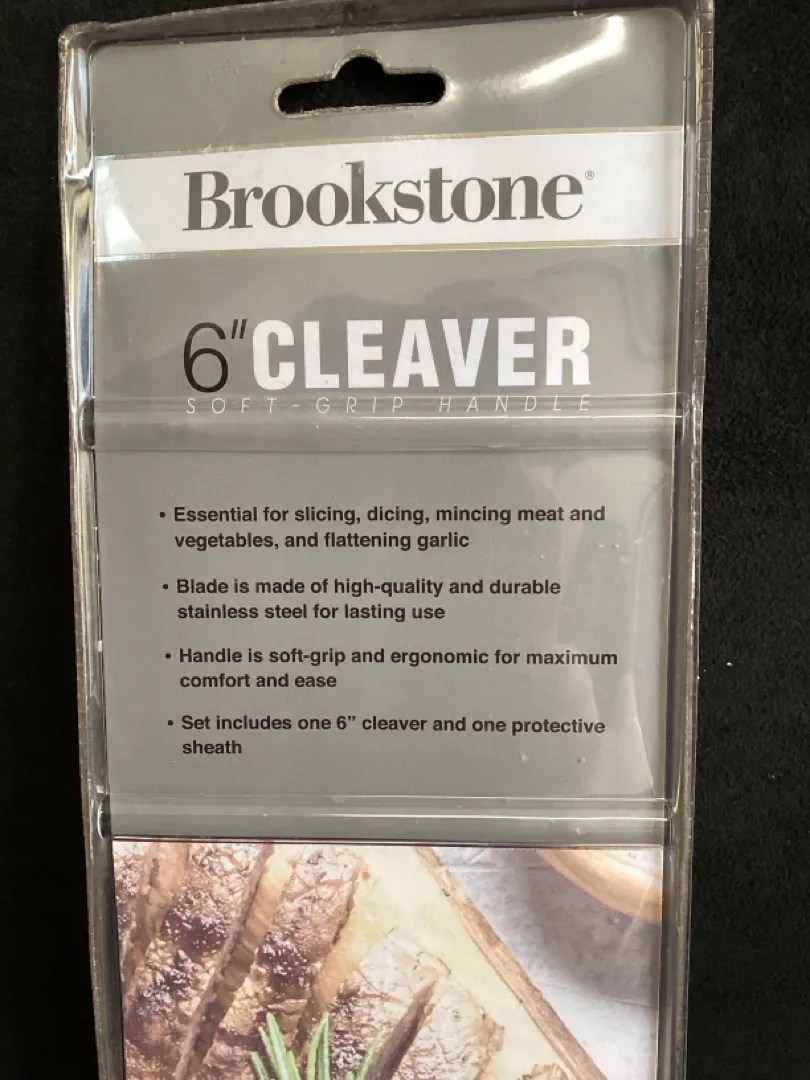 Brookstone®
6" CLEAVER
SOFT-GRIP HANDLE
• Essential for slicing, dicing, mincing meat and
vegetables, and flattening garlic
• Blade is made of high-quality and durable
stainless steel for lasting use
• Handle is soft-grip and ergonomic for maximum
comfort and ease
• Set includes one 6” cleaver and one protective
sheath